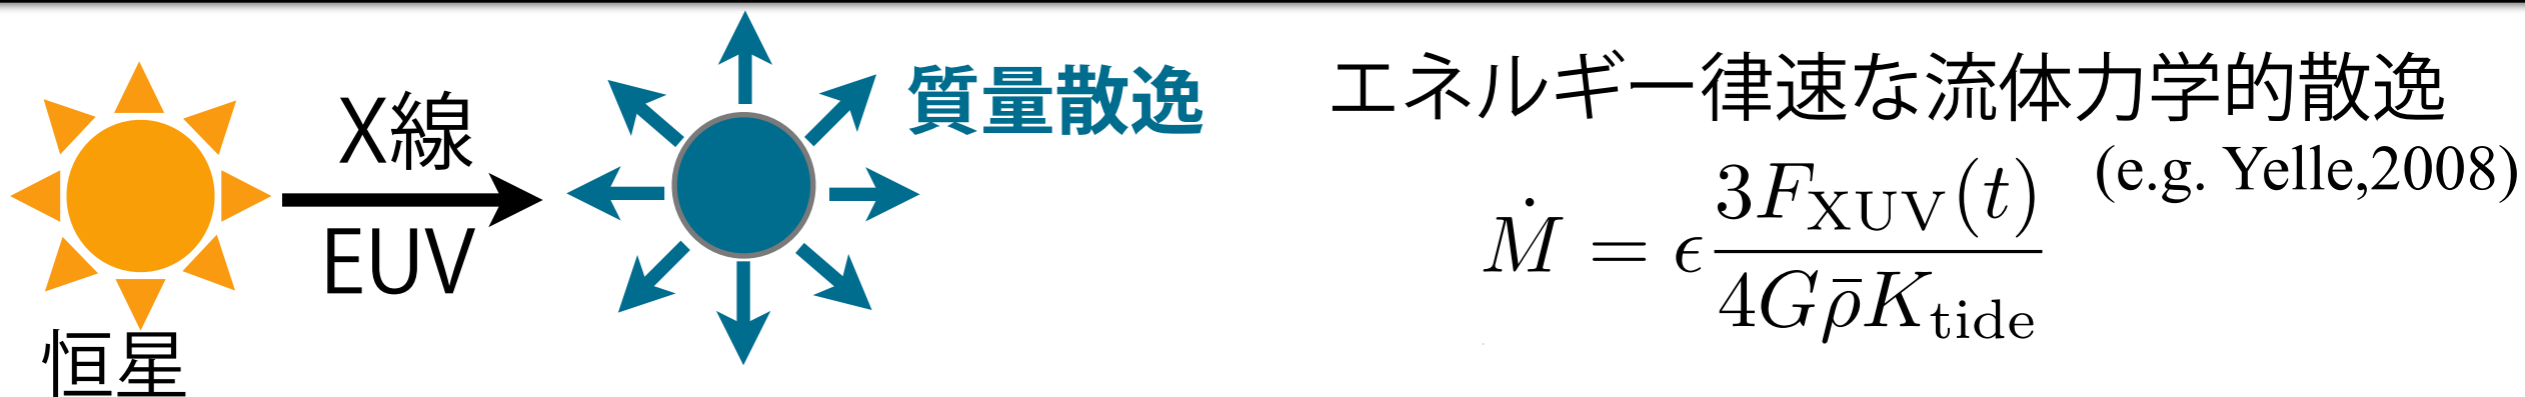 X線
EUV
恒星
質量散逸
エネルギー律速な流体力学的散逸
(e.g. Yelle,2008)
Ṁ = ϵ 3F_XUV(t) / 4Gρ̄K_tide